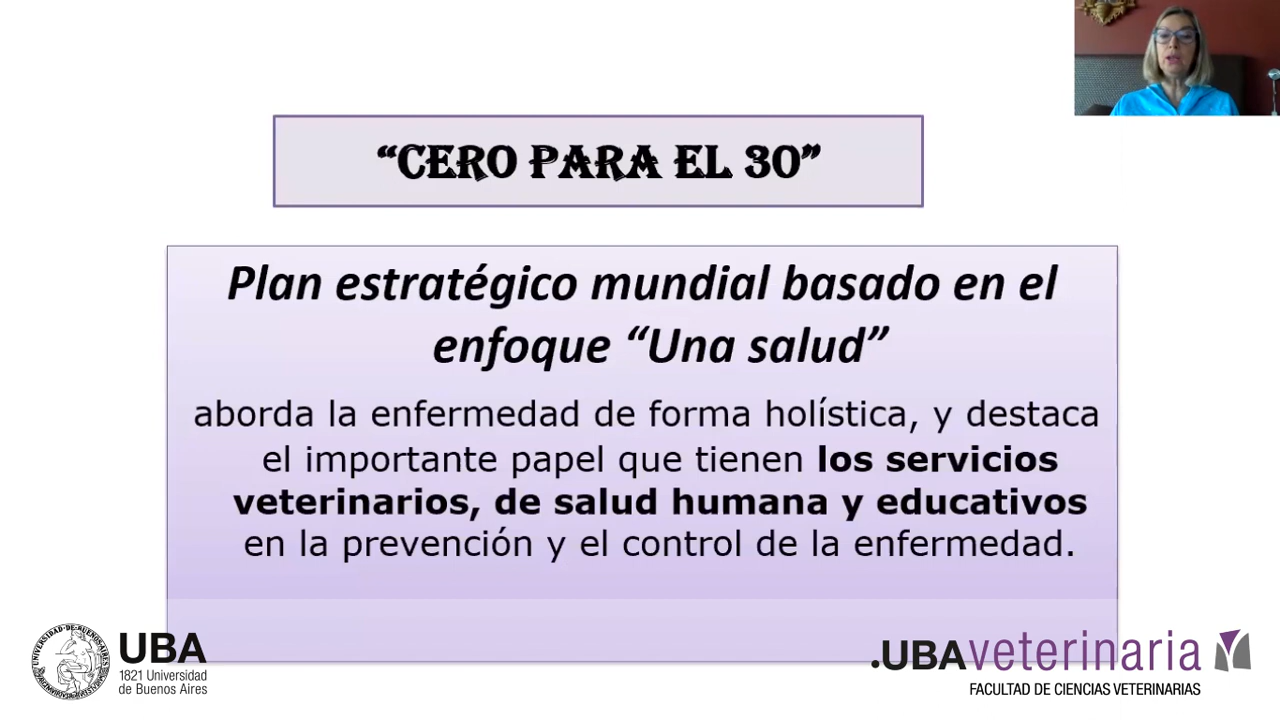 “CERO PARA EL 30”
Plan estratégico mundial basado en el
enfoque “Una salud”
aborda la enfermedad de forma holística, y destaca
el importante papel que tienen los servicios
veterinarios, de salud humana y educativos
en la prevención y el control de la enfermedad.
UBA
1821 Universidad
de Buenos Aires
.UBAveterinaria
FACULTAD DE CIENCIAS VETERINARIAS